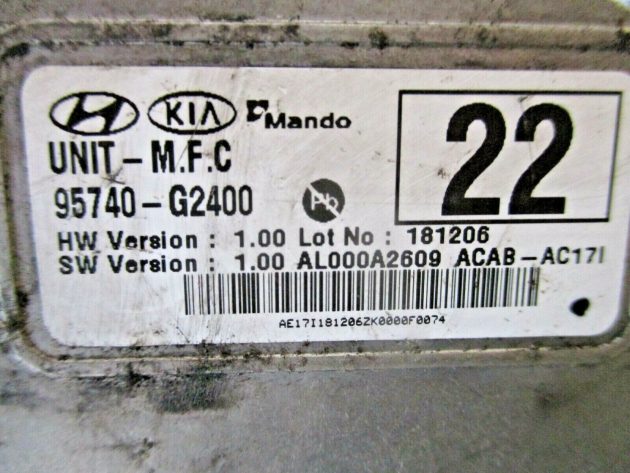 KIA Mando
22
UNIT-M.F.C
95740-G2400
Pb
HW Version : 1.00 Lot No : 181206
SW Version : 1.00 AL000A2609 ACAB-AC17I
AE17I181206ZK0000F0074